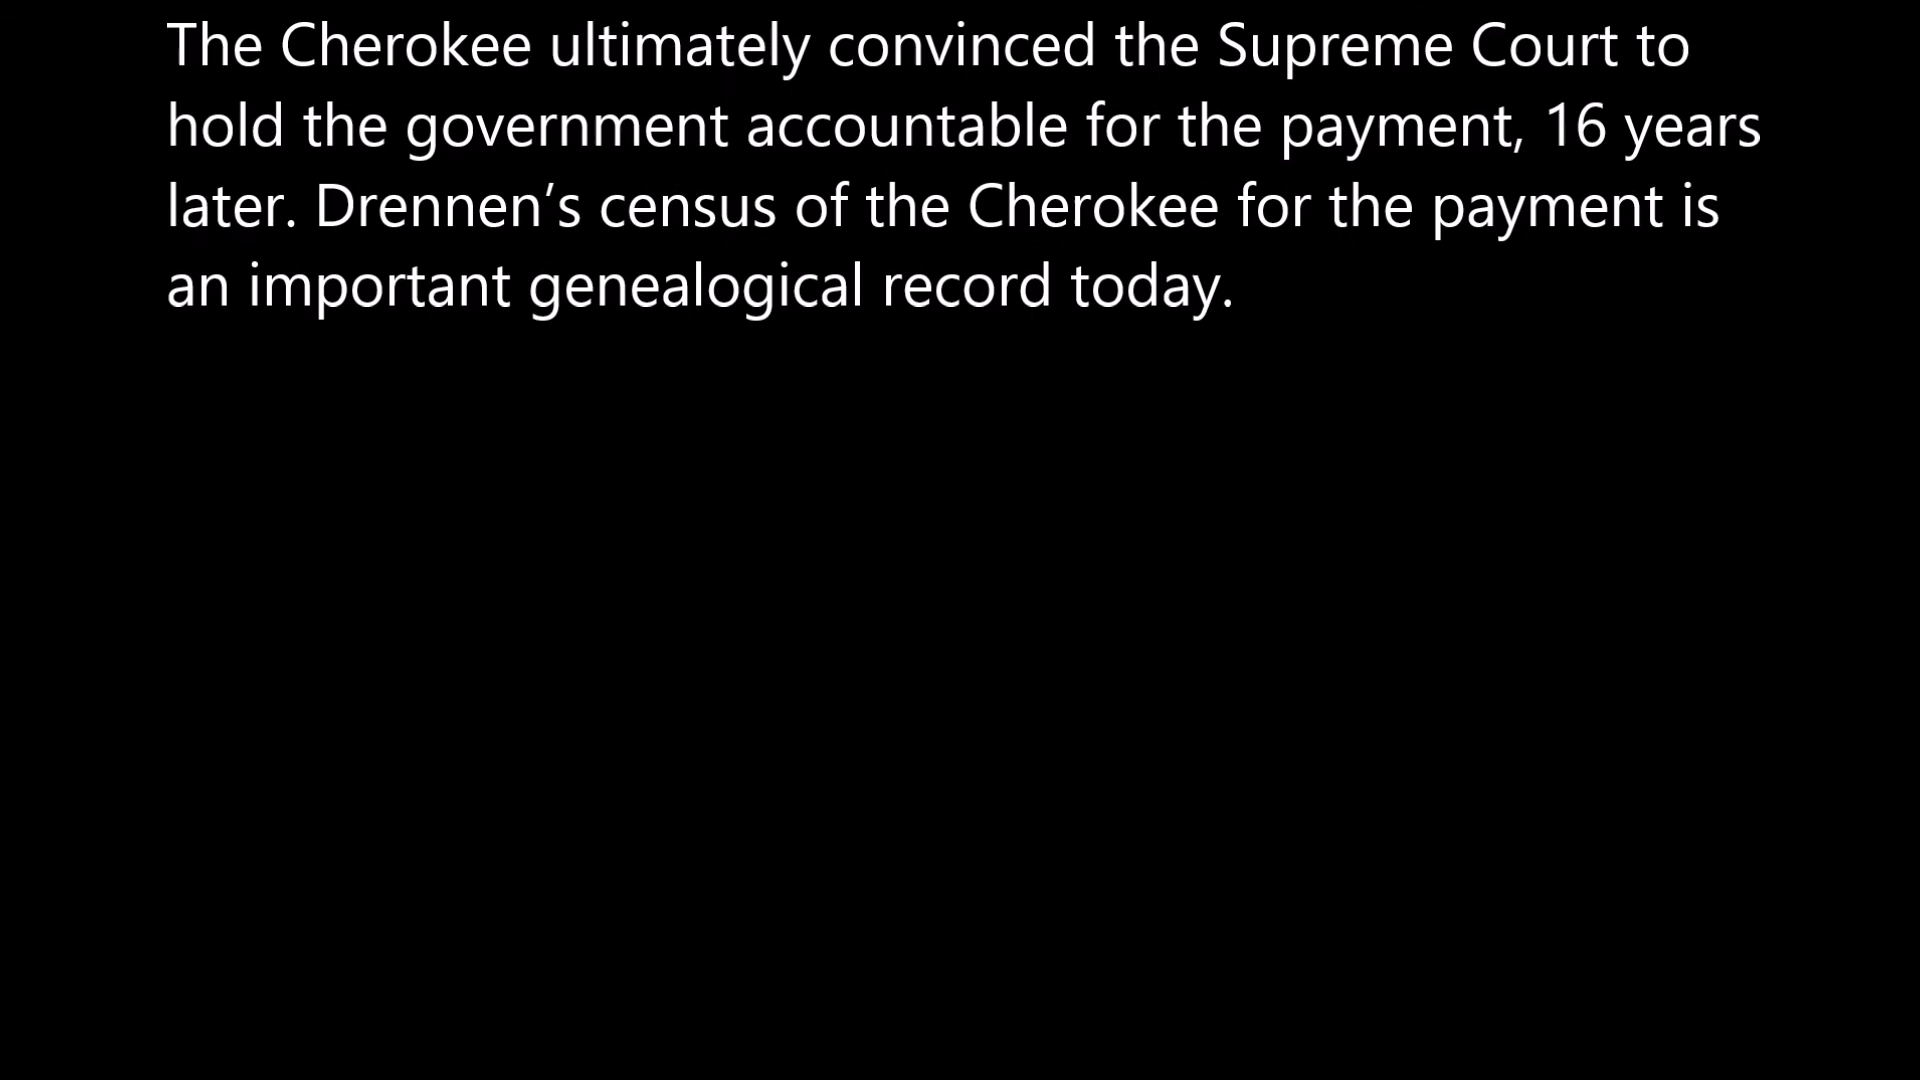 The Cherokee ultimately convinced the Supreme Court to
hold the government accountable for the payment, 16 years
later. Drennen’s census of the Cherokee for the payment is
an important genealogical record today.